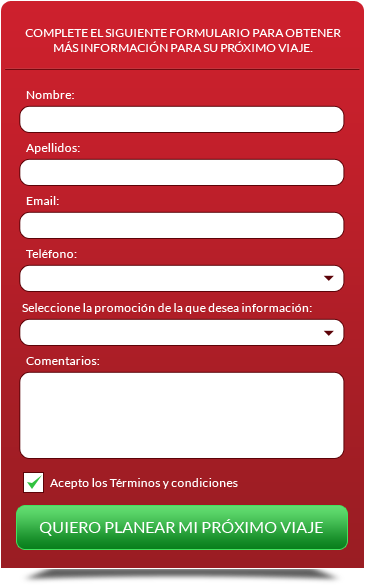 COMPLETE EL SIGUIENTE FORMULARIO PARA OBTENER
MÁS INFORMACIÓN PARA SU PRÓXIMO VIAJE.
Nombre:
Apellidos:
Email:
Teléfono:
Seleccione la promoción de la que desea información:
Comentarios:
Acepto los Términos y condiciones
QUIERO PLANEAR MI PRÓXIMO VIAJE